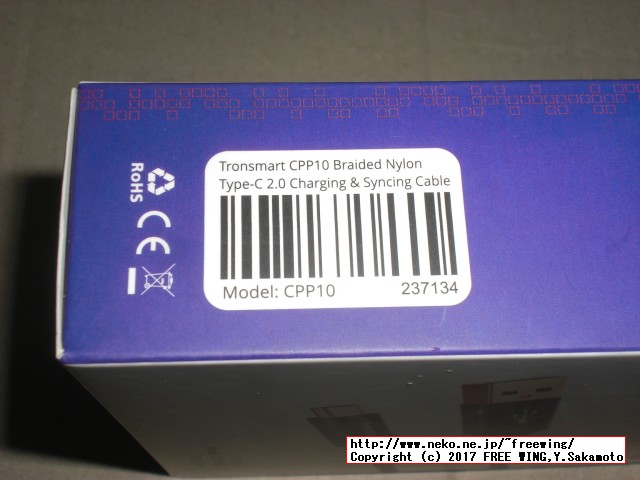 Tronsmart CPP10 Braided Nylon
Type-C 2.0 Charging & Syncing Cable
Model: CPP10 237134
RoHS
CE
http://www.neko.ne.jp/~freewing/
Copyright (c) 2017 FREE WING,Y.Sakamoto